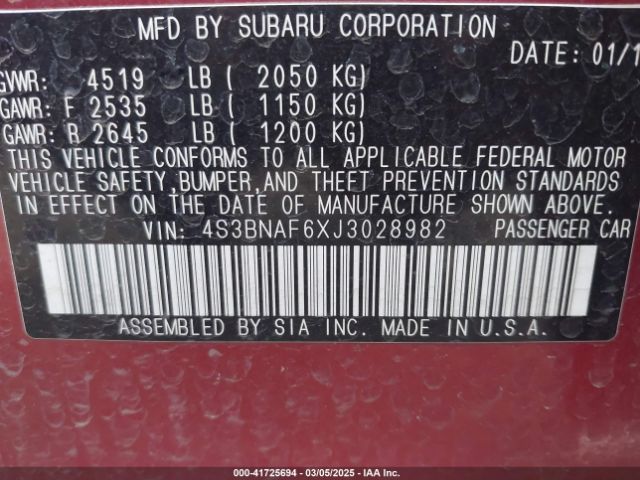 MFD BY SUBARU CORPORATION
DATE: 01/1
GVWR: 4519 LB ( 2050 KG)
GAWR: F 2535 LB ( 1150 KG)
GAWR: R 2645 LB ( 1200 KG)
THIS VEHICLE CONFORMS TO ALL APPLICABLE FEDERAL MOTOR
VEHICLE SAFETY,BUMPER,AND THEFT PREVENTION STANDARDS
IN EFFECT ON THE DATE OF MANUFACTURE SHOWN ABOVE.
VIN: 4S3BNAF6XJ3028982 PASSENGER CAR
ASSEMBLED BY SIA INC. MADE IN U.S.A.
000-41725694 - 03/05/2025 - IAA Inc.